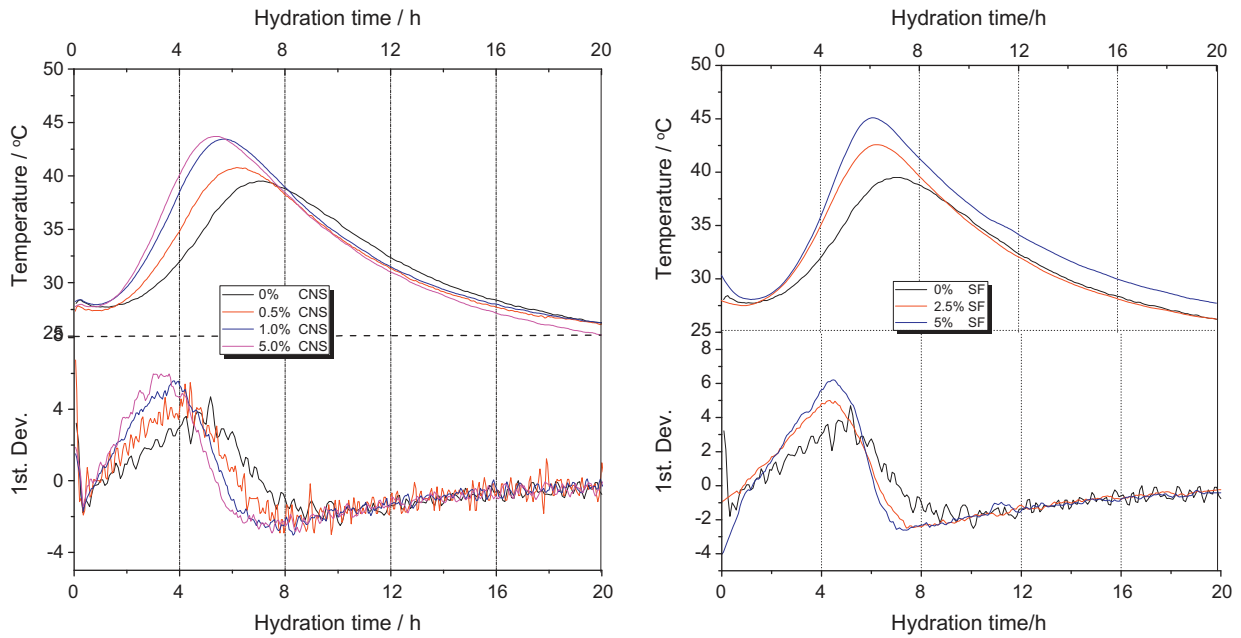 Hydration time / h
0 4 8 12 16 20
50
45
40
35
30
25
Temperature / °C
0% CNS
0.5% CNS
1.0% CNS
5.0% CNS
4
0
-4
1st. Dev.
0 4 8 12 16 20
Hydration time / h
Hydration time/h
0 4 8 12 16 20
50
45
40
35
30
25
Temperature / °C
0% SF
2.5% SF
5% SF
8
6
4
2
0
-2
-4
1st. Dev.
0 4 8 12 16 20
Hydration time/h